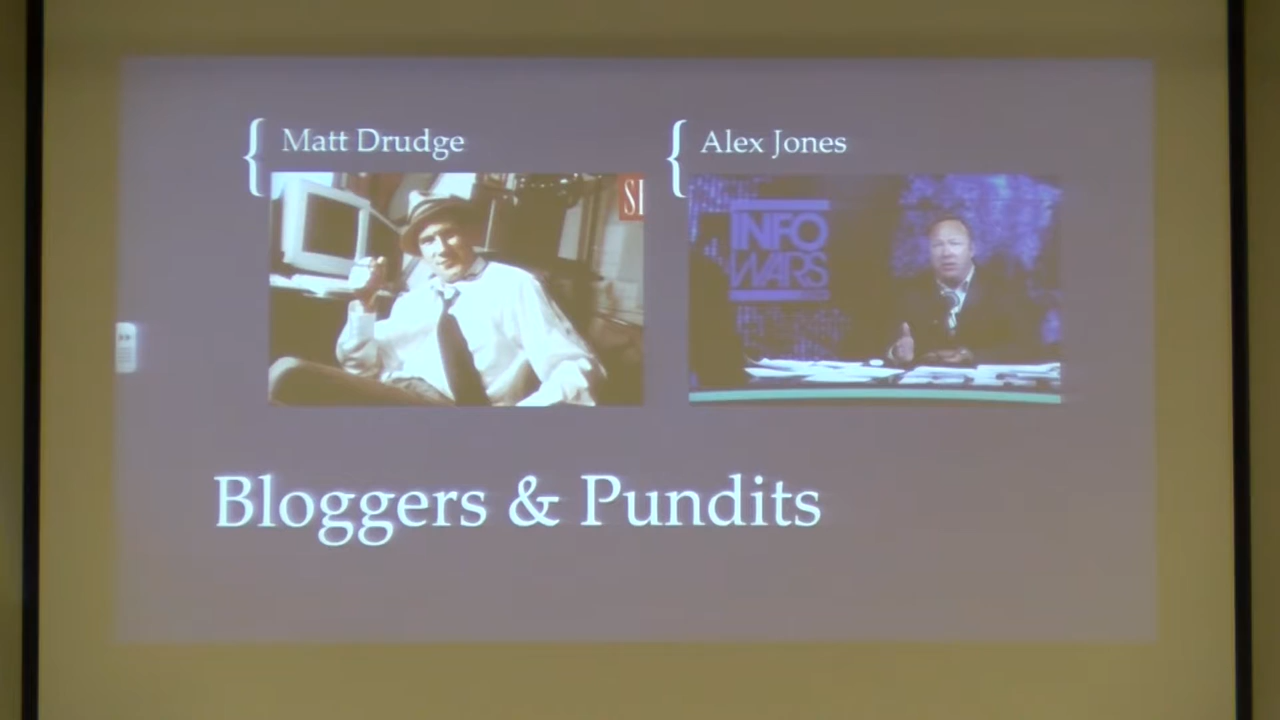 Matt Drudge
Alex Jones
INFO
WARS
Bloggers & Pundits